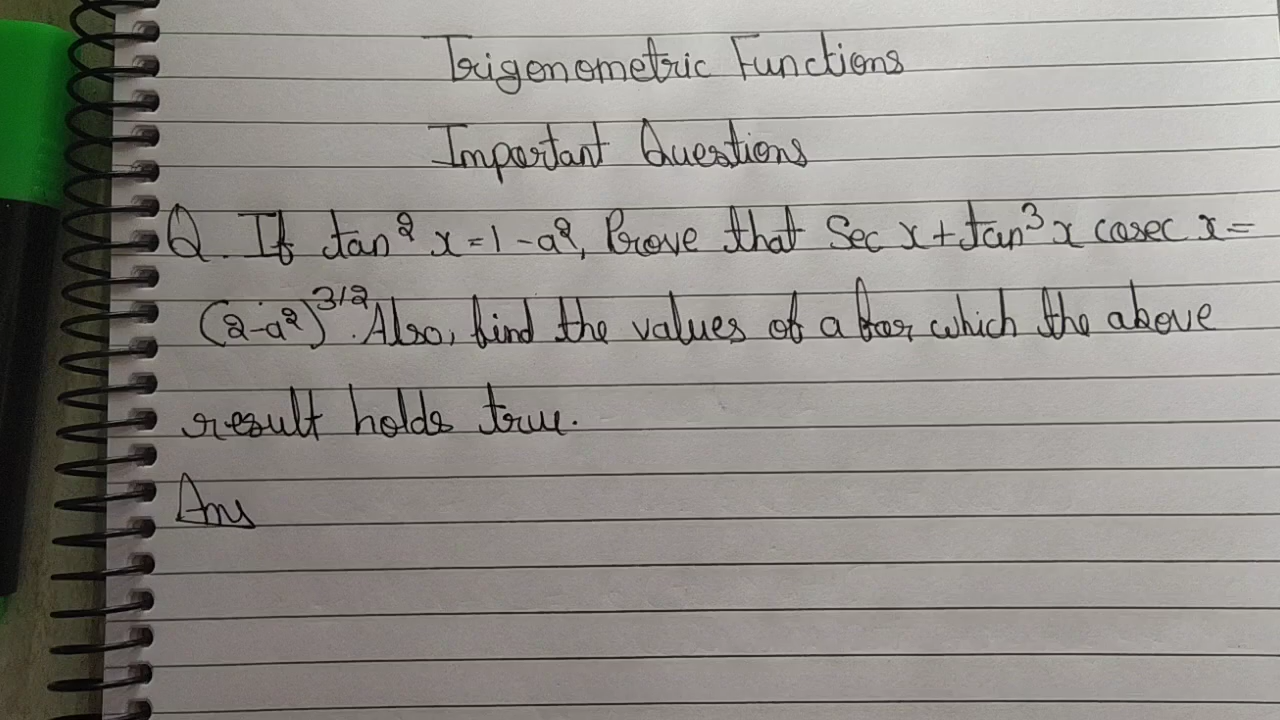 Trigonometric Functions
Important Questions
Q. If tan² x = 1 - a², Prove that Sec x + tan³ x cosec x =
(2-a²)^3/2. Also, find the values of a for which the above
result holds true.
Ans